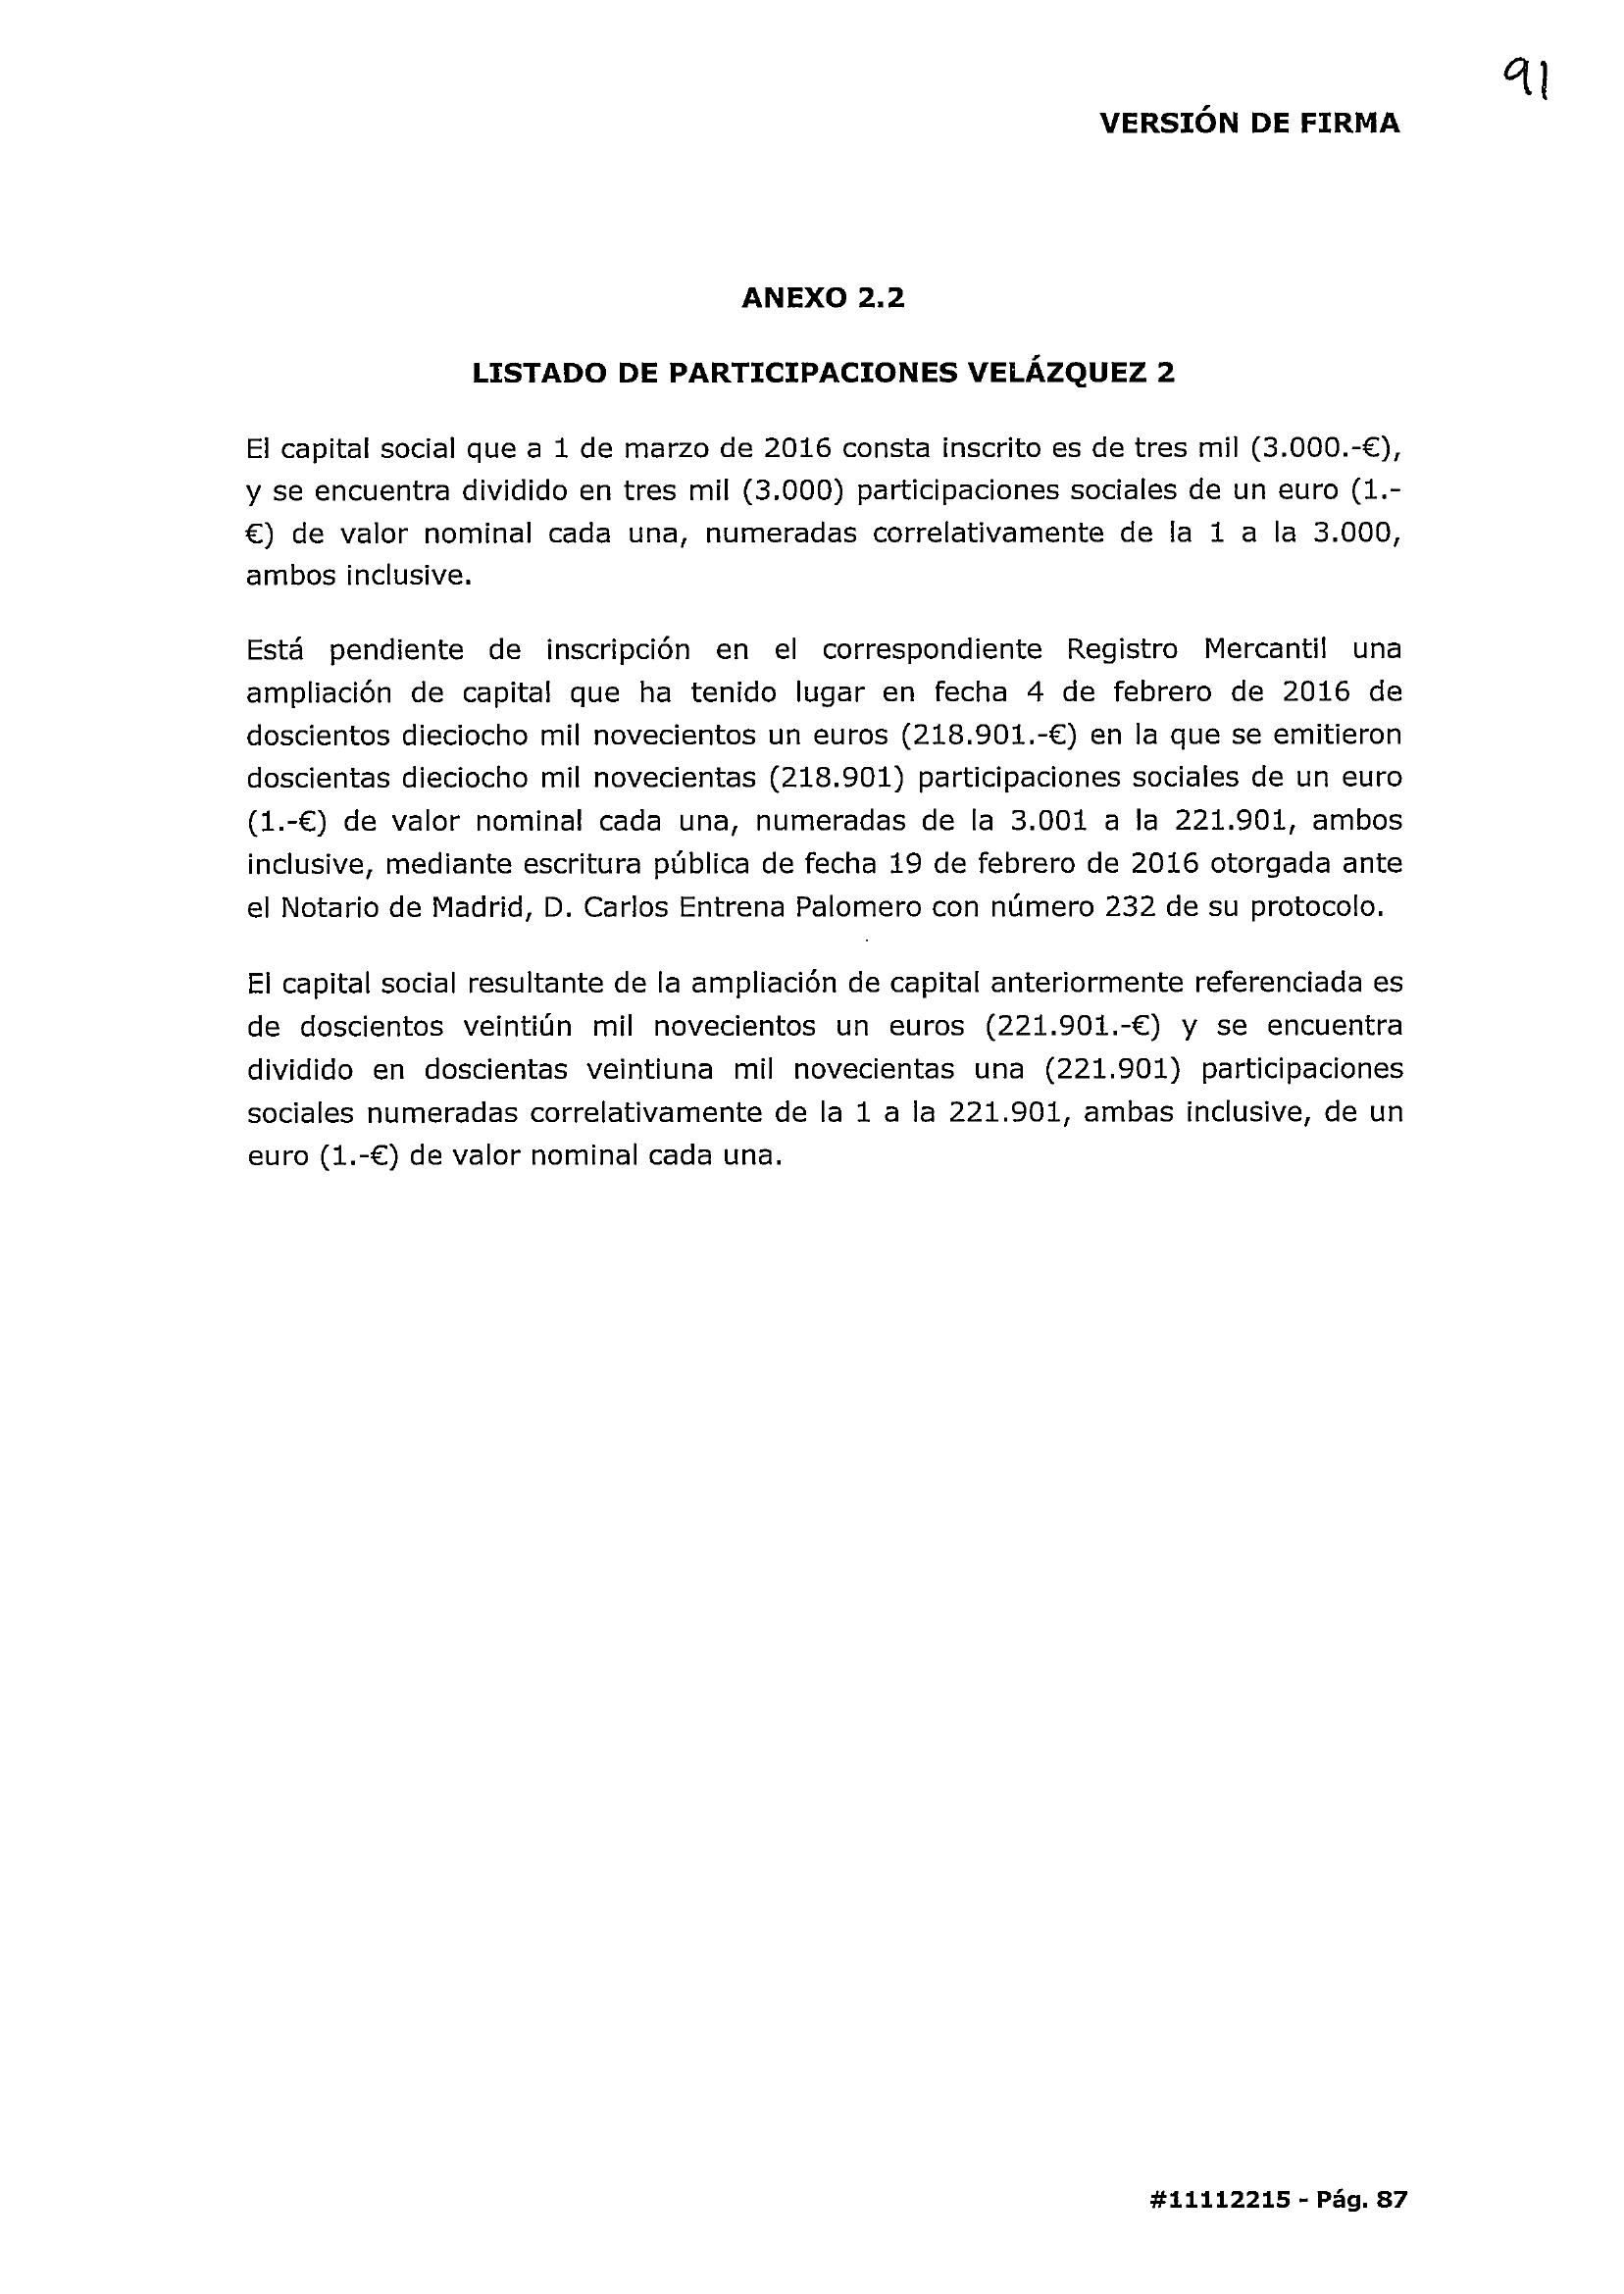 91
VERSIÓN DE FIRMA
ANEXO 2.2
LISTADO DE PARTICIPACIONES VELÁZQUEZ 2
El capital social que a 1 de marzo de 2016 consta inscrito es de tres mil (3.000.-€),
y se encuentra dividido en tres mil (3.000) participaciones sociales de un euro (1.-
€) de valor nominal cada una, numeradas correlativamente de la 1 a la 3.000,
ambos inclusive.
Está pendiente de inscripción en el correspondiente Registro Mercantil una
ampliación de capital que ha tenido lugar en fecha 4 de febrero de 2016 de
doscientos dieciocho mil novecientos un euros (218.901.-€) en la que se emitieron
doscientas dieciocho mil novecientas (218.901) participaciones sociales de un euro
(1.-€) de valor nominal cada una, numeradas de la 3.001 a la 221.901, ambos
inclusive, mediante escritura pública de fecha 19 de febrero de 2016 otorgada ante
el Notario de Madrid, D. Carlos Entrena Palomero con número 232 de su protocolo.
El capital social resultante de la ampliación de capital anteriormente referenciada es
de doscientos veintiún mil novecientos un euros (221.901.-€) y se encuentra
dividido en doscientas veintiuna mil novecientas una (221.901) participaciones
sociales numeradas correlativamente de la 1 a la 221.901, ambas inclusive, de un
euro (1.-€) de valor nominal cada una.
#11112215 - Pág. 87